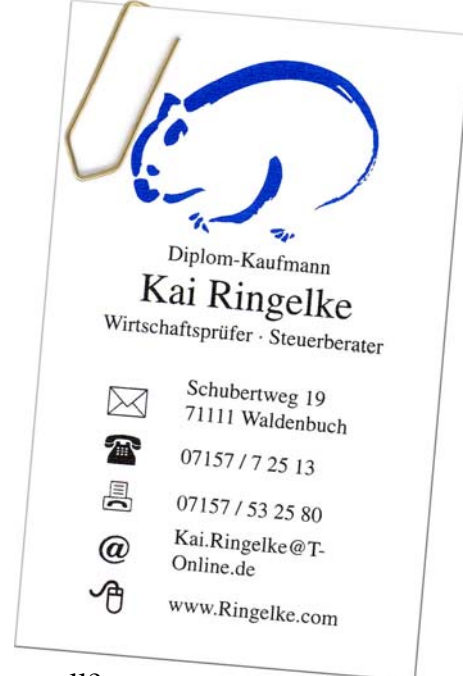 Diplom-Kaufmann
Kai Ringelke
Wirtschaftsprüfer · Steuerberater
Schubertweg 19
71111 Waldenbuch
07157 / 7 25 13
07157 / 53 25 80
@
Kai.Ringelke@T-
Online.de
www.Ringelke.com